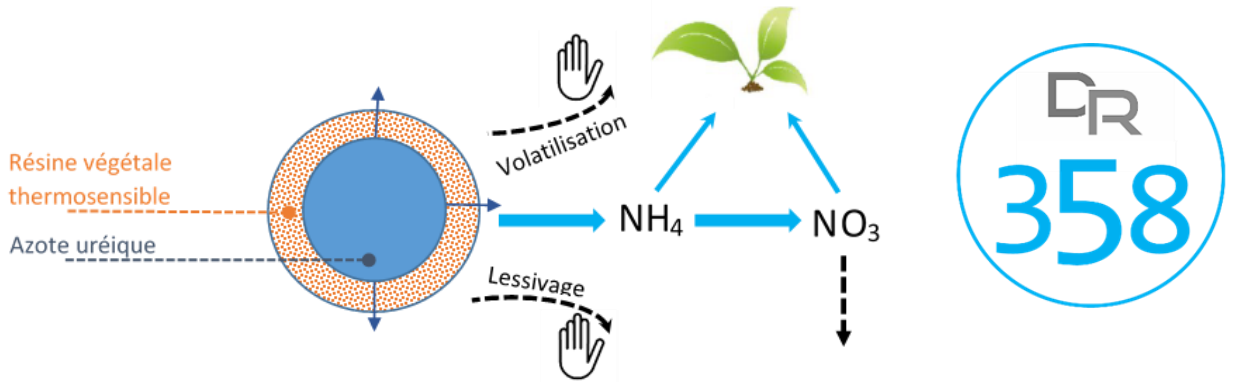 Résine végétale
thermosensible
Azote uréique
Volatilisation
Lessivage
NH₄
NO₃
DR
358